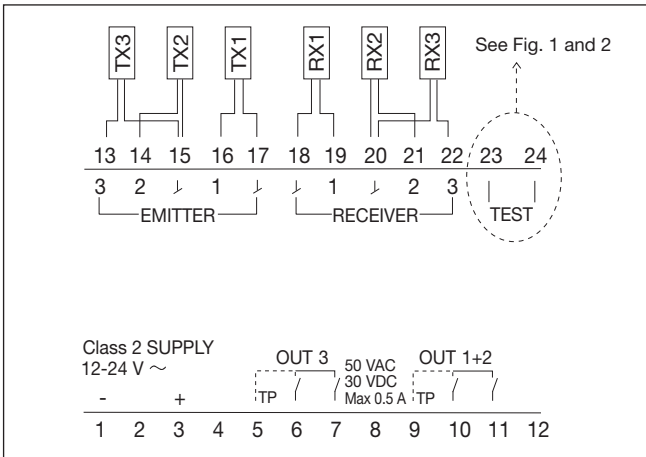 TX3 TX2 TX1 RX1 RX2 RX3
See Fig. 1 and 2
13 14 15 16 17 18 19 20 21 22 23 24
3 2 1 1 2 3
EMITTER RECEIVER TEST
Class 2 SUPPLY
12-24 V ~
OUT 3
50 VAC
30 VDC
Max 0.5 A
OUT 1+2
- +
TP TP
1 2 3 4 5 6 7 8 9 10 11 12